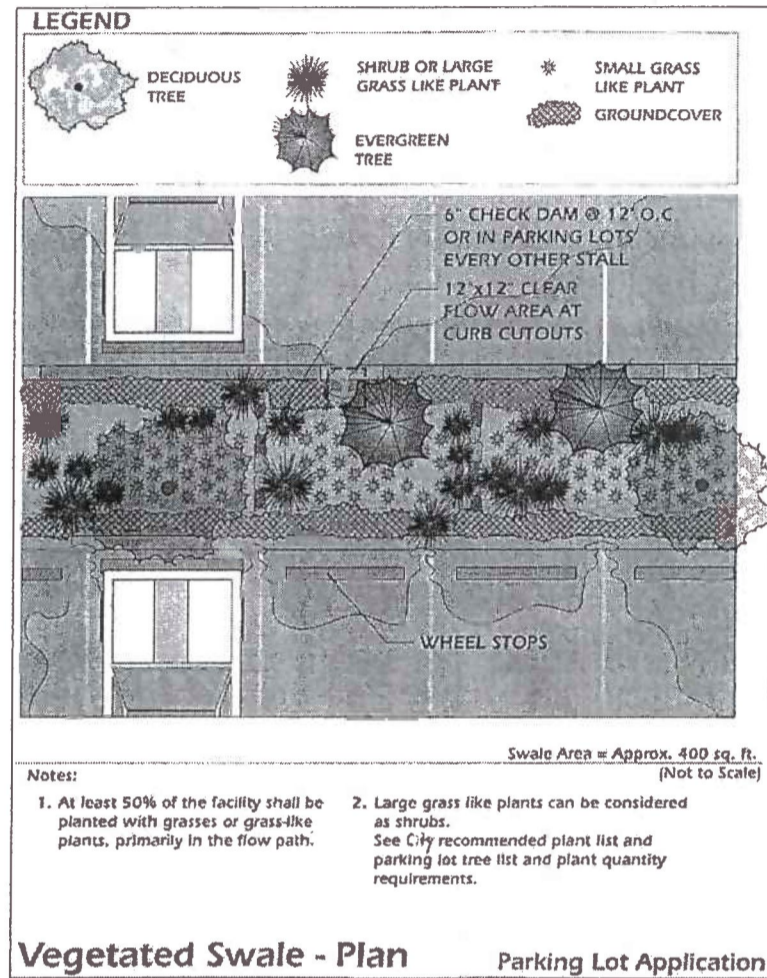 LEGEND
DECIDUOUS
TREE
SHRUB OR LARGE
GRASS LIKE PLANT
EVERGREEN
TREE
SMALL GRASS
LIKE PLANT
GROUNDCOVER
6" CHECK DAM @ 12' O.C
OR IN PARKING LOTS
EVERY OTHER STALL
12"x12" CLEAR
FLOW AREA AT
CURB CUTOUTS
WHEEL STOPS
Swale Area = Approx. 400 sq. ft.
(Not to Scale)
Notes:
1. At least 50% of the facility shall be
planted with grasses or grass-like
plants, primarily in the flow path.
2. Large grass like plants can be considered
as shrubs.
See City recommended plant list and
parking lot tree list and plant quantity
requirements.
Vegetated Swale - Plan
Parking Lot Application